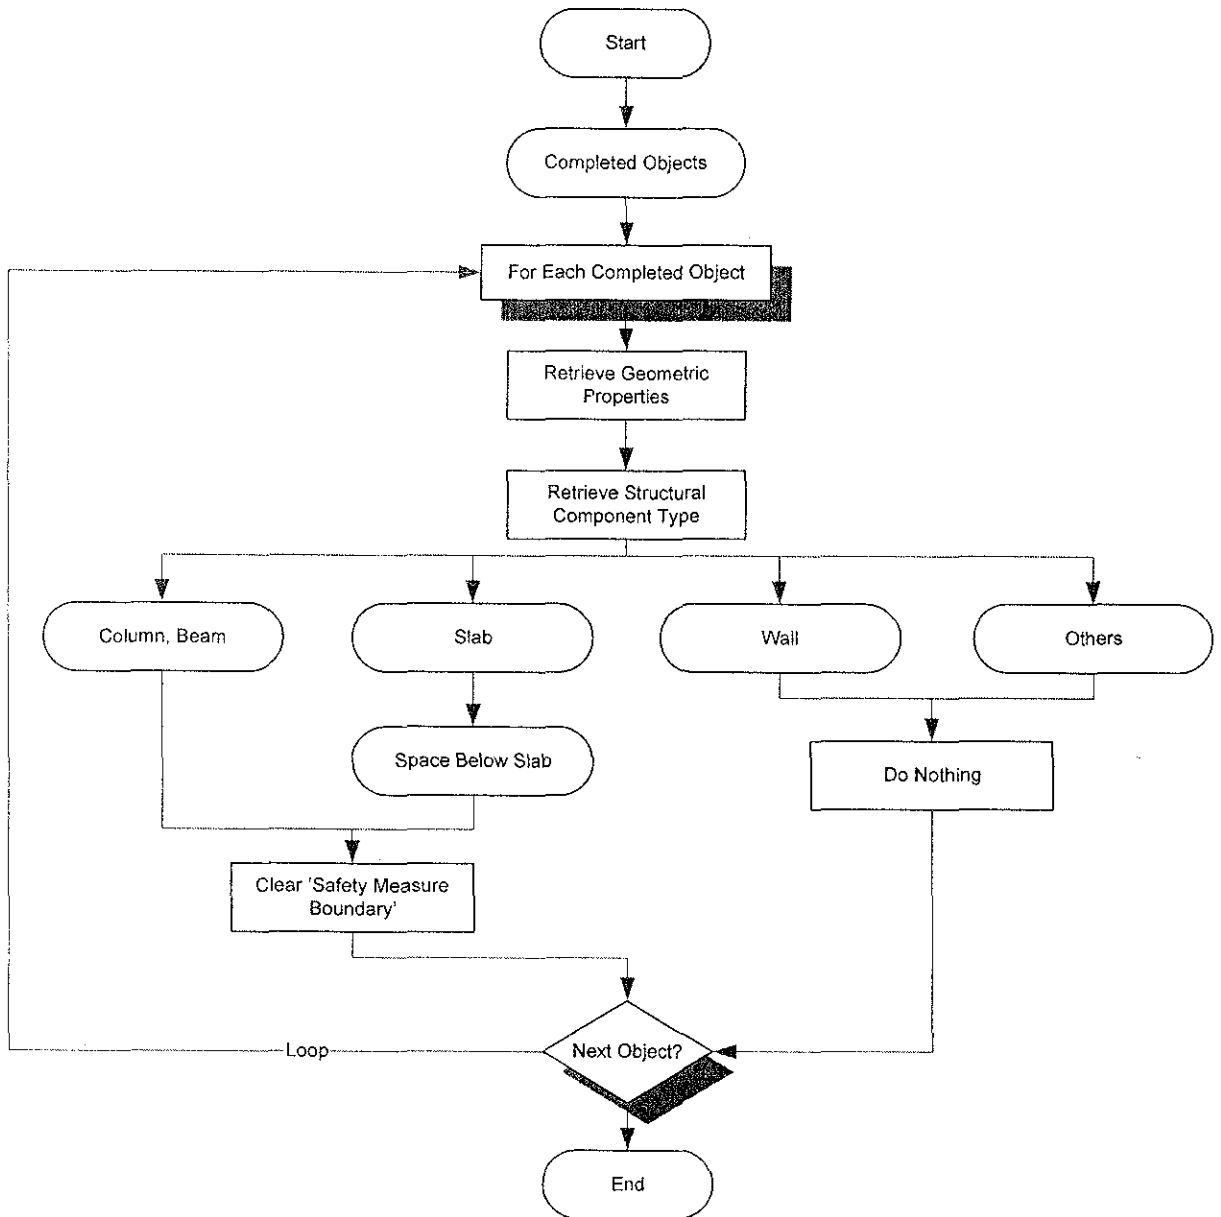 Start
Completed Objects
For Each Completed Object
Retrieve Geometric
Properties
Retrieve Structural
Component Type
Column, Beam
Slab
Wall
Others
Space Below Slab
Do Nothing
Clear 'Safety Measure
Boundary'
Loop
Next Object?
End